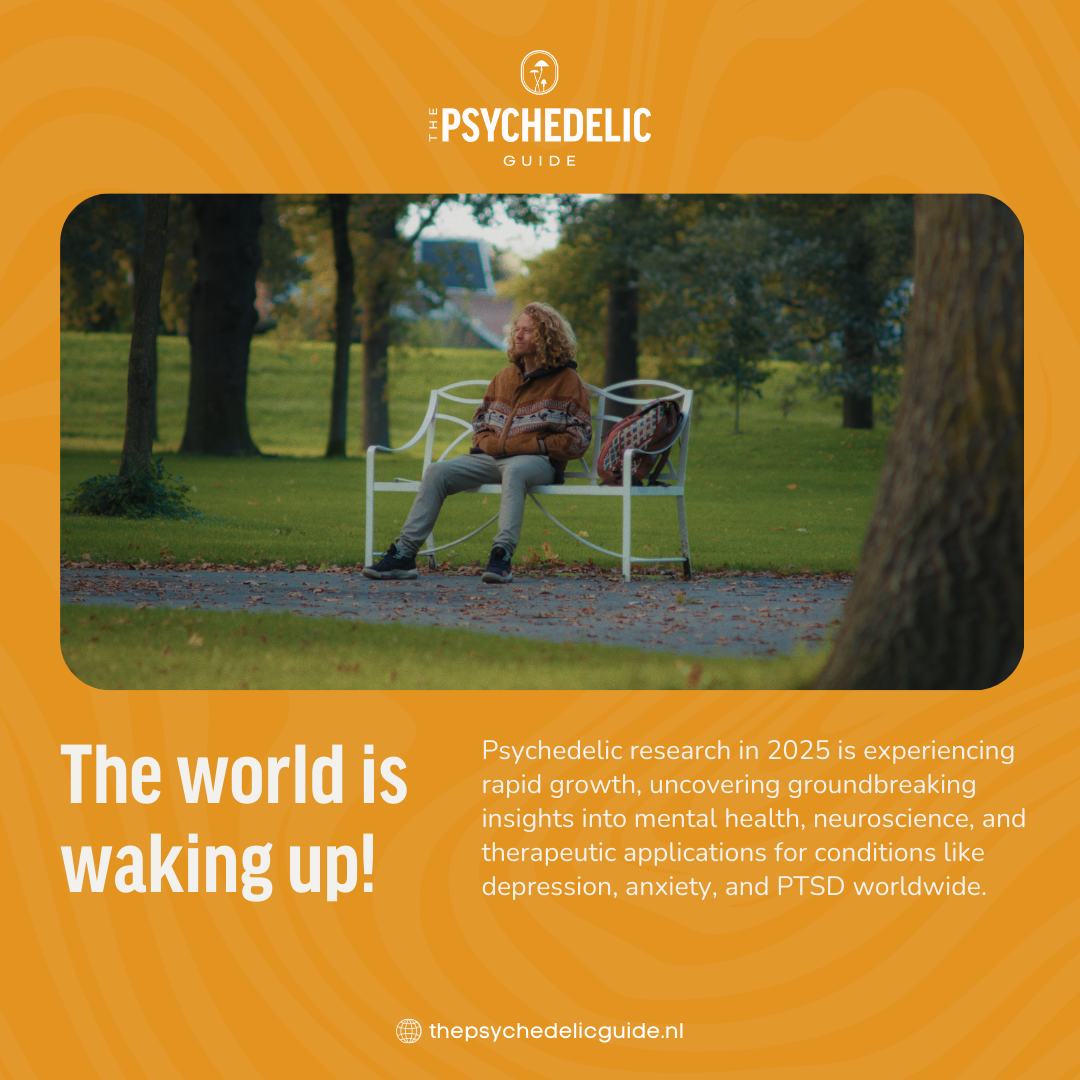 THE
PSYCHEDELIC
GUIDE
The world is
waking up!
Psychedelic research in 2025 is experiencing
rapid growth, uncovering groundbreaking
insights into mental health, neuroscience, and
therapeutic applications for conditions like
depression, anxiety, and PTSD worldwide.
thepsychedelicguide.nl